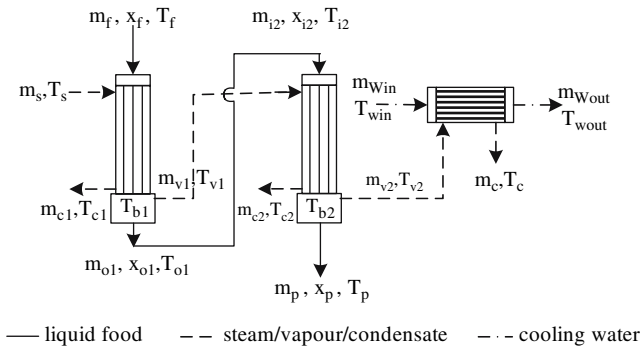 m_f, x_f, T_f
m_i2, x_i2, T_i2
m_s,T_s
m_Win
T_win
m_Wout
T_wout
m_v1,T_v1
m_v2,T_v2
m_c,T_c
m_c1,T_c1
T_b1
m_c2,T_c2
T_b2
m_o1, x_o1,T_o1
m_p, x_p, T_p
liquid food
steam/vapour/condensate
cooling water